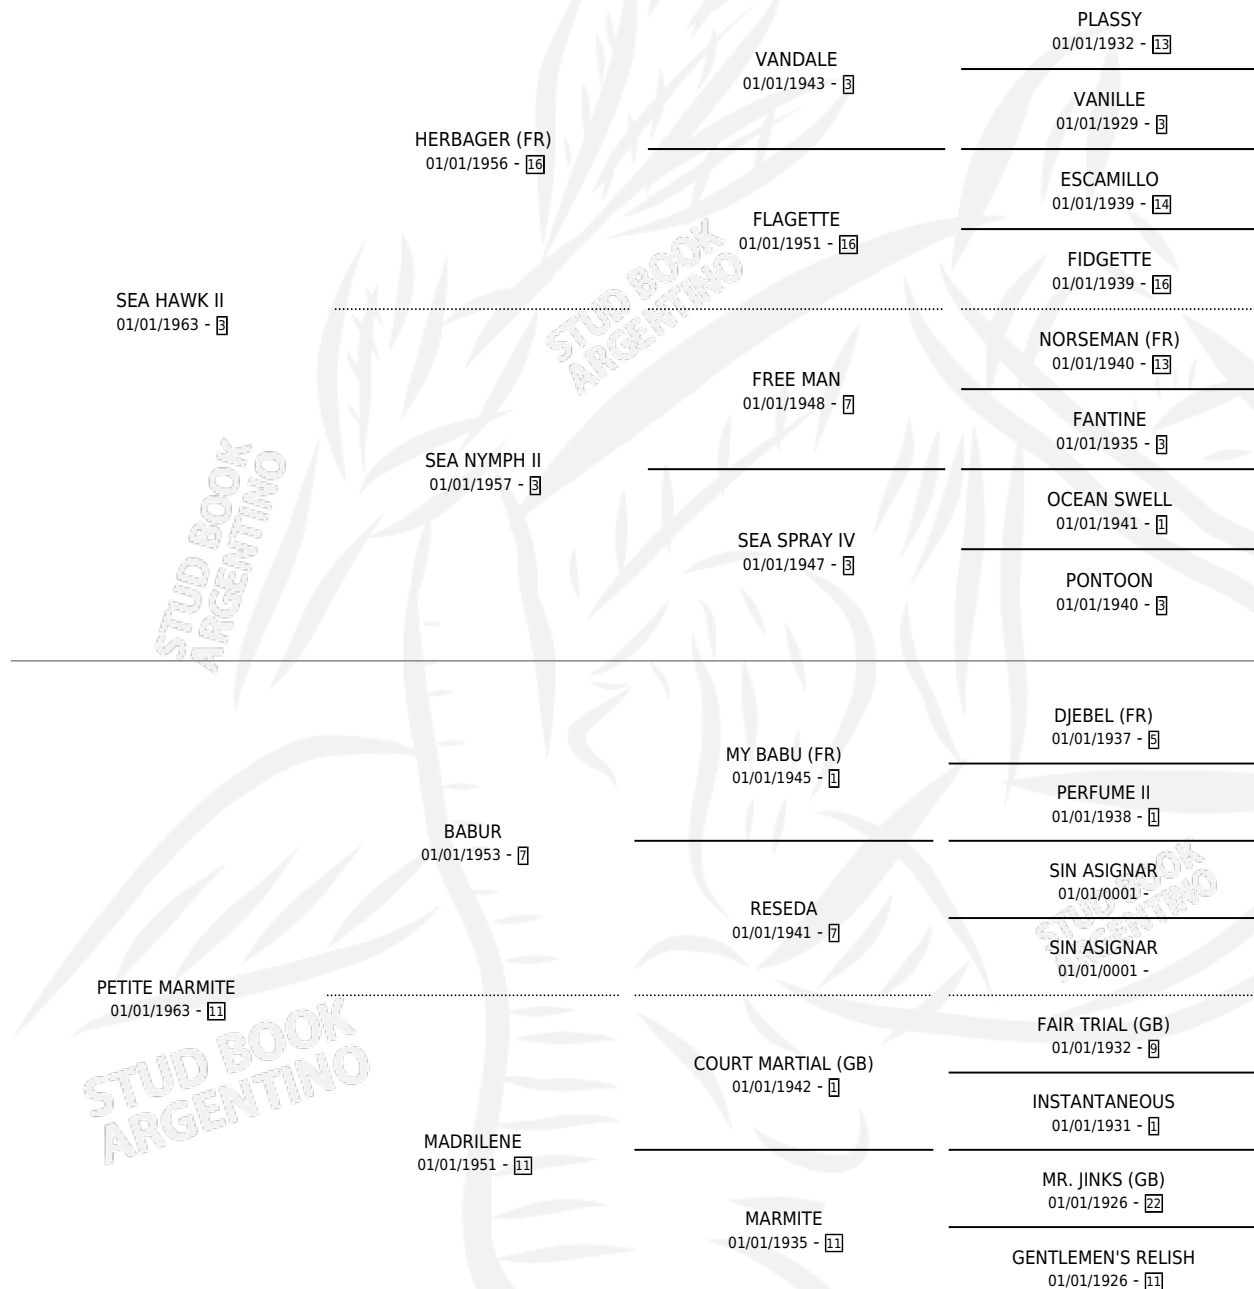 PLASSY
01/01/1932 - 13
VANDALE
01/01/1943 - 3
VANILLE
01/01/1929 - 3
HERBAGER (FR)
01/01/1956 - 16
ESCAMILLO
01/01/1939 - 14
FLAGETTE
01/01/1951 - 16
FIDGETTE
01/01/1939 - 16
SEA HAWK II
01/01/1963 - 3
NORSEMAN (FR)
01/01/1940 - 13
FREE MAN
01/01/1948 - 7
FANTINE
01/01/1935 - 3
SEA NYMPH II
01/01/1957 - 3
OCEAN SWELL
01/01/1941 - 1
SEA SPRAY IV
01/01/1947 - 3
PONTOON
01/01/1940 - 3
DJEBEL (FR)
01/01/1937 - 5
MY BABU (FR)
01/01/1945 - 1
PERFUME II
01/01/1938 - 1
BABUR
01/01/1953 - 7
SIN ASIGNAR
01/01/0001 -
RESEDA
01/01/1941 - 7
SIN ASIGNAR
01/01/0001 -
PETITE MARMITE
01/01/1963 - 11
FAIR TRIAL (GB)
01/01/1932 - 9
COURT MARTIAL (GB)
01/01/1942 - 1
INSTANTANEOUS
01/01/1931 - 1
MADRILENE
01/01/1951 - 11
MR. JINKS (GB)
01/01/1926 - 22
MARMITE
01/01/1935 - 11
GENTLEMEN'S RELISH
01/01/1926 - 11
STUD BOOK
ARGENTINO
STUD BOOK
ARGENTINO
STUD BOOK
ARGENTINO
STUD BOOK
ARGENTINO